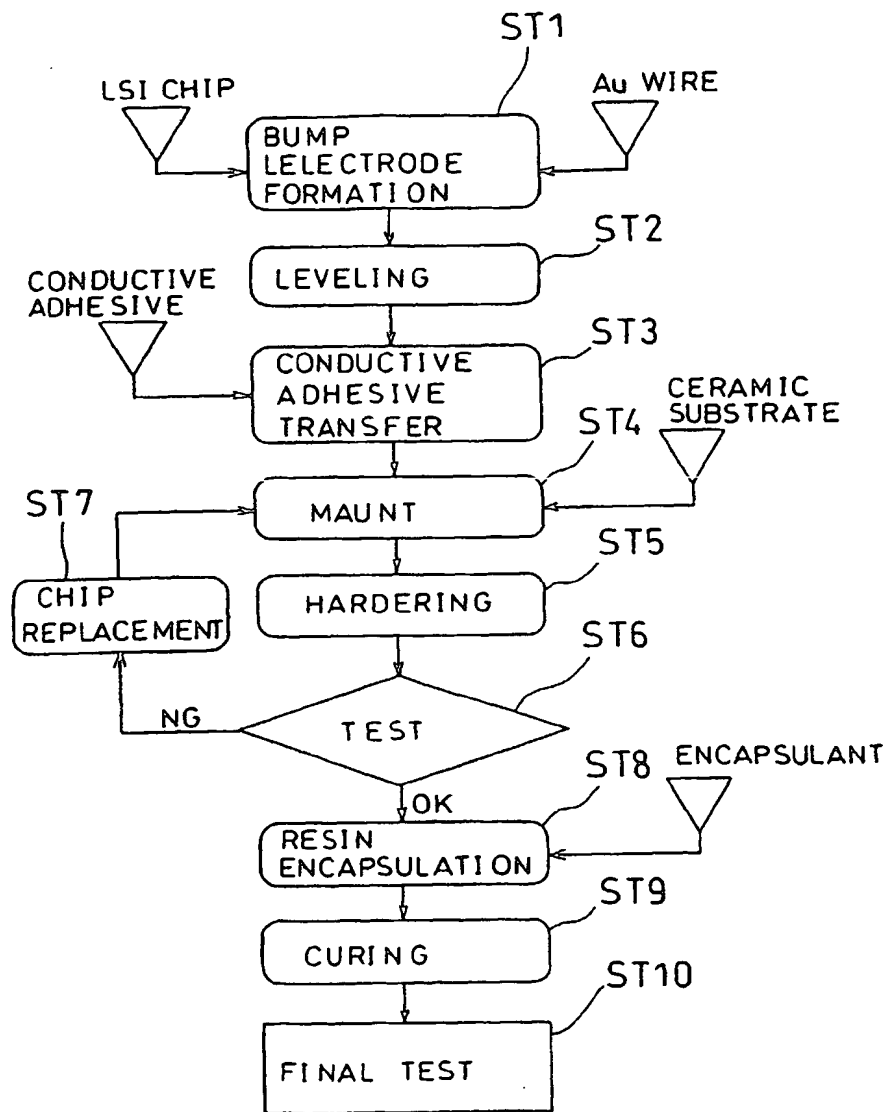 ST1
LSI CHIP
Au WIRE
BUMP
LELECTRODE
FORMATION
ST2
LEVELING
CONDUCTIVE
ADHESIVE
ST3
CONDUCTIVE
ADHESIVE
TRANSFER
CERAMIC
SUBSTRATE
ST4
MAUNT
ST7
ST5
CHIP
REPLACEMENT
HARDERING
ST6
NG
TEST
ENCAPSULANT
ST8
OK
RESIN
ENCAPSULATION
ST9
CURING
ST10
FINAL TEST